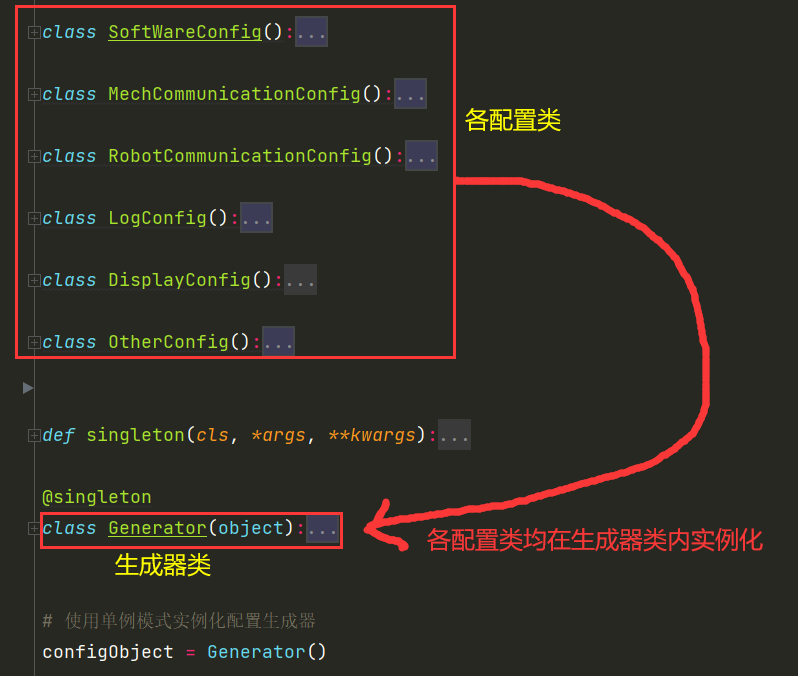 class SoftWareConfig():...
class MechCommunicationConfig():...
各配置类
class RobotCommunicationConfig():...
class LogConfig():...
class DisplayConfig():...
class OtherConfig():...
def singleton(cls, *args, **kwargs):...
@singleton
class Generator(object):...
各配置类均在生成器类内实例化
生成器类
# 使用单例模式实例化配置生成器
configObject = Generator()